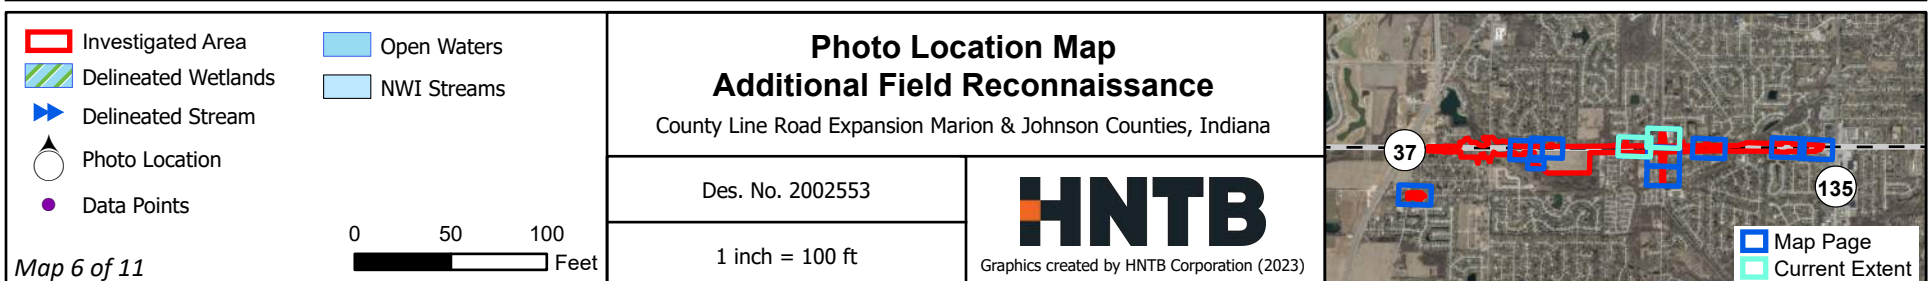 Investigated Area
Delineated Wetlands
Delineated Stream
Photo Location
Data Points
Open Waters
NWI Streams
0 50 100
Feet
Map 6 of 11
Photo Location Map
Additional Field Reconnaissance
County Line Road Expansion Marion & Johnson Counties, Indiana
Des. No. 2002553
1 inch = 100 ft
HNTB
Graphics created by HNTB Corporation (2023)
37
135
Map Page
Current Extent